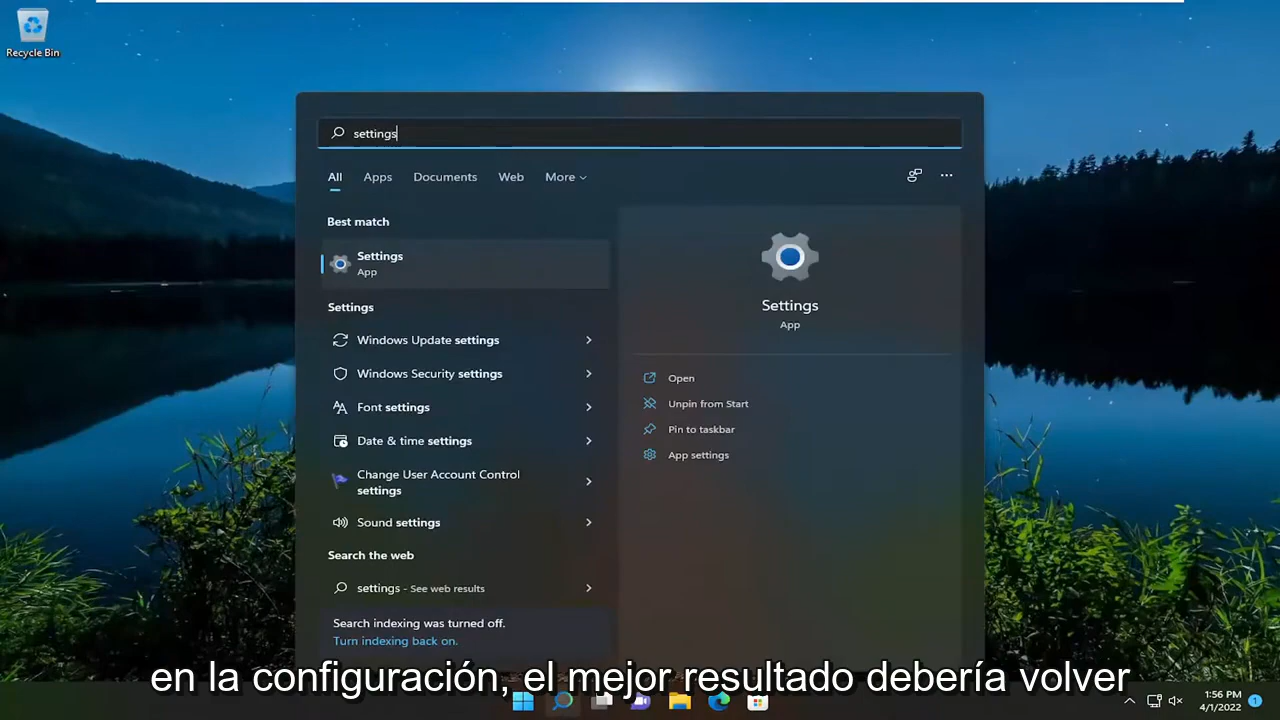 Recycle Bin
settings
All Apps Documents Web More
Best match
Settings
App
Settings
Windows Update settings
Windows Security settings
Font settings
Date & time settings
Change User Account Control
settings
Sound settings
Search the web
settings - See web results
Search indexing was turned off.
Turn indexing back on.
Settings
App
Open
Unpin from Start
Pin to taskbar
App settings
en la configuración, el mejor resultado debería volver
1:56 PM
4/1/2022
1